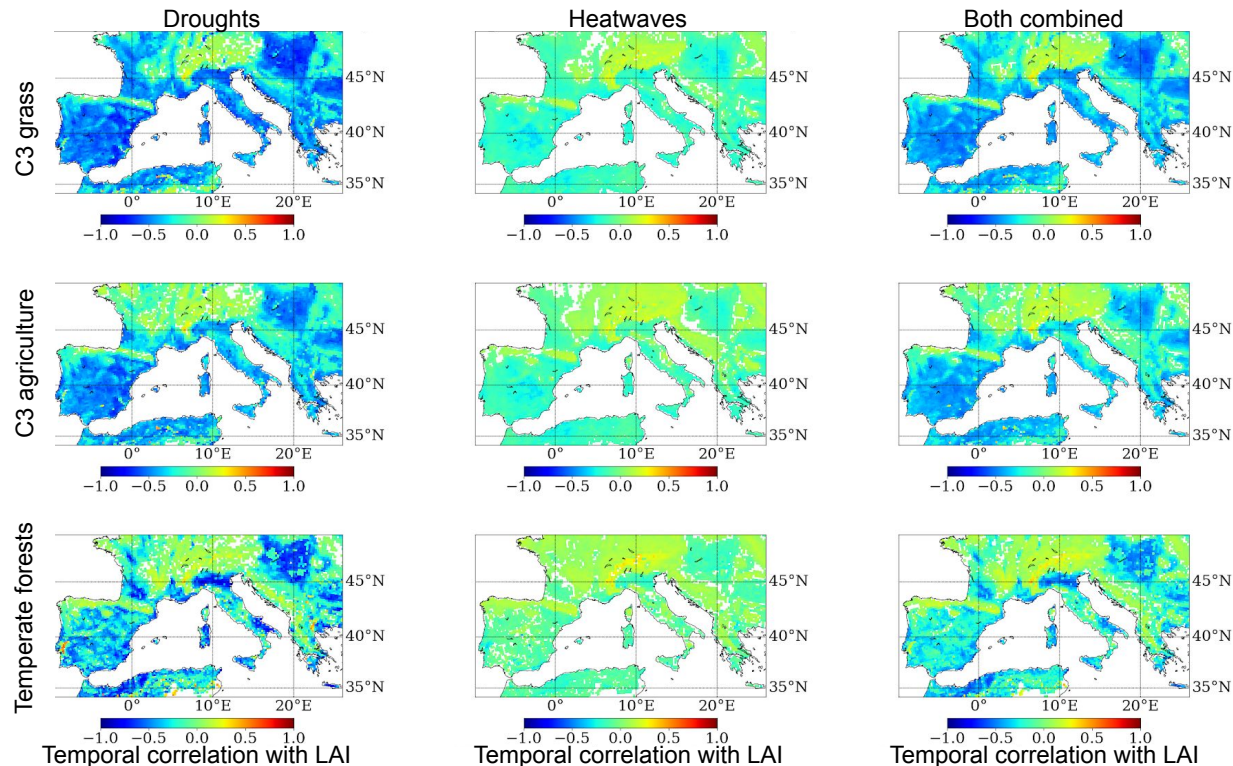 Droughts Heatwaves Both combined
C3 grass
45°N 45°N 45°N
40°N 40°N 40°N
35°N 35°N 35°N
0° 10°E 20°E 0° 10°E 20°E 0° 10°E 20°E
−1.0 −0.5 0.0 0.5 1.0 −1.0 −0.5 0.0 0.5 1.0 −1.0 −0.5 0.0 0.5 1.0
C3 agriculture
45°N 45°N 45°N
40°N 40°N 40°N
35°N 35°N 35°N
0° 10°E 20°E 0° 10°E 20°E 0° 10°E 20°E
−1.0 −0.5 0.0 0.5 1.0 −1.0 −0.5 0.0 0.5 1.0 −1.0 −0.5 0.0 0.5 1.0
Temperate forests
45°N 45°N 45°N
40°N 40°N 40°N
35°N 35°N 35°N
0° 10°E 20°E 0° 10°E 20°E 0° 10°E 20°E
−1.0 −0.5 0.0 0.5 1.0 −1.0 −0.5 0.0 0.5 1.0 −1.0 −0.5 0.0 0.5 1.0
Temporal correlation with LAI Temporal correlation with LAI Temporal correlation with LAI